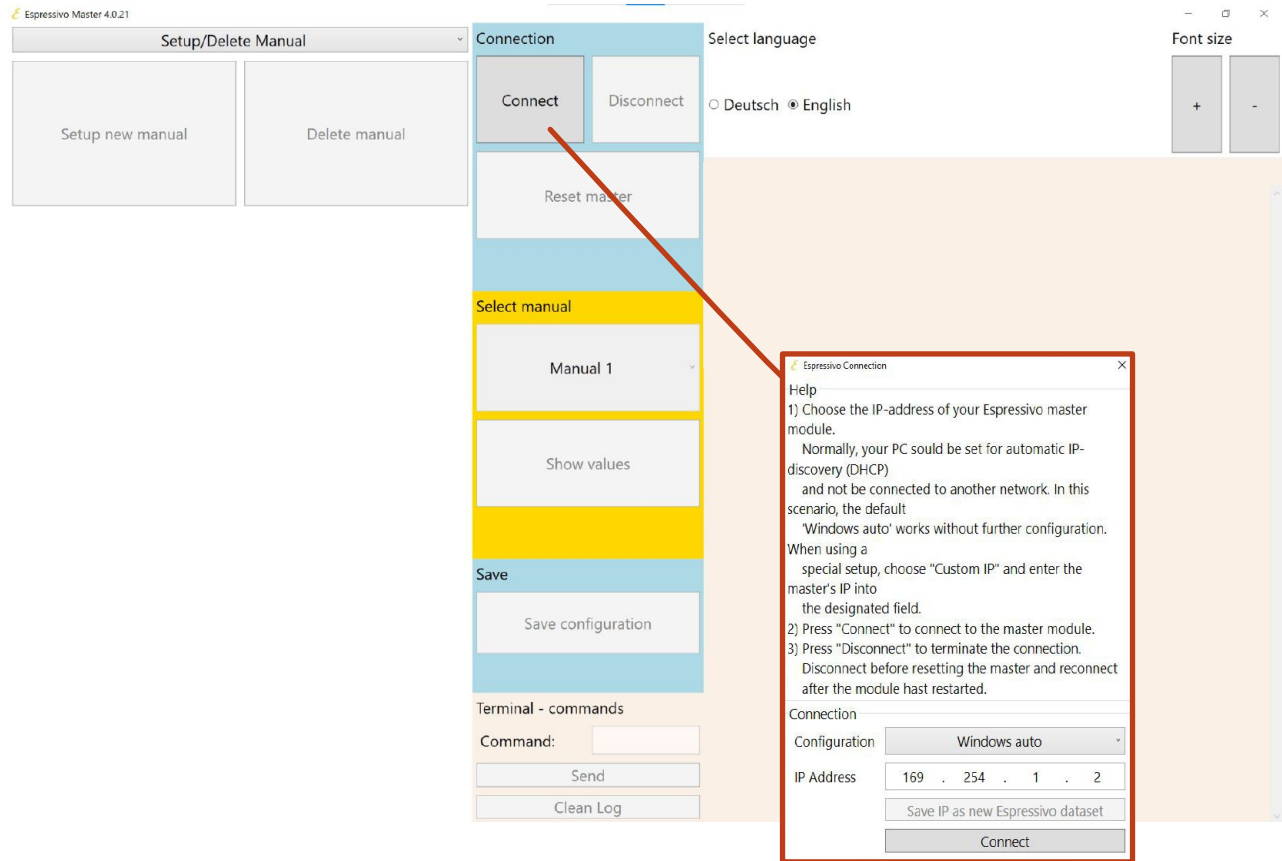 Espressivo Master 4.0.21
Setup/Delete Manual
Setup new manual
Delete manual
Connection
Connect
Disconnect
Reset master
Select manual
Manual 1
Show values
Save
Save configuration
Terminal - commands
Command:
Send
Clean Log
Select language
Deutsch
English
Font size
+
-
Espressivo Connection
Help
1) Choose the IP-address of your Espressivo master
module.
Normally, your PC sould be set for automatic IP-
discovery (DHCP)
and not be connected to another network. In this
scenario, the default
'Windows auto' works without further configuration.
When using a
special setup, choose "Custom IP" and enter the
master's IP into
the designated field.
2) Press "Connect" to connect to the master module.
3) Press "Disconnect" to terminate the connection.
Disconnect before resetting the master and reconnect
after the module hast restarted.
Connection
Configuration
Windows auto
IP Address
169 . 254 . 1 . 2
Save IP as new Espressivo dataset
Connect